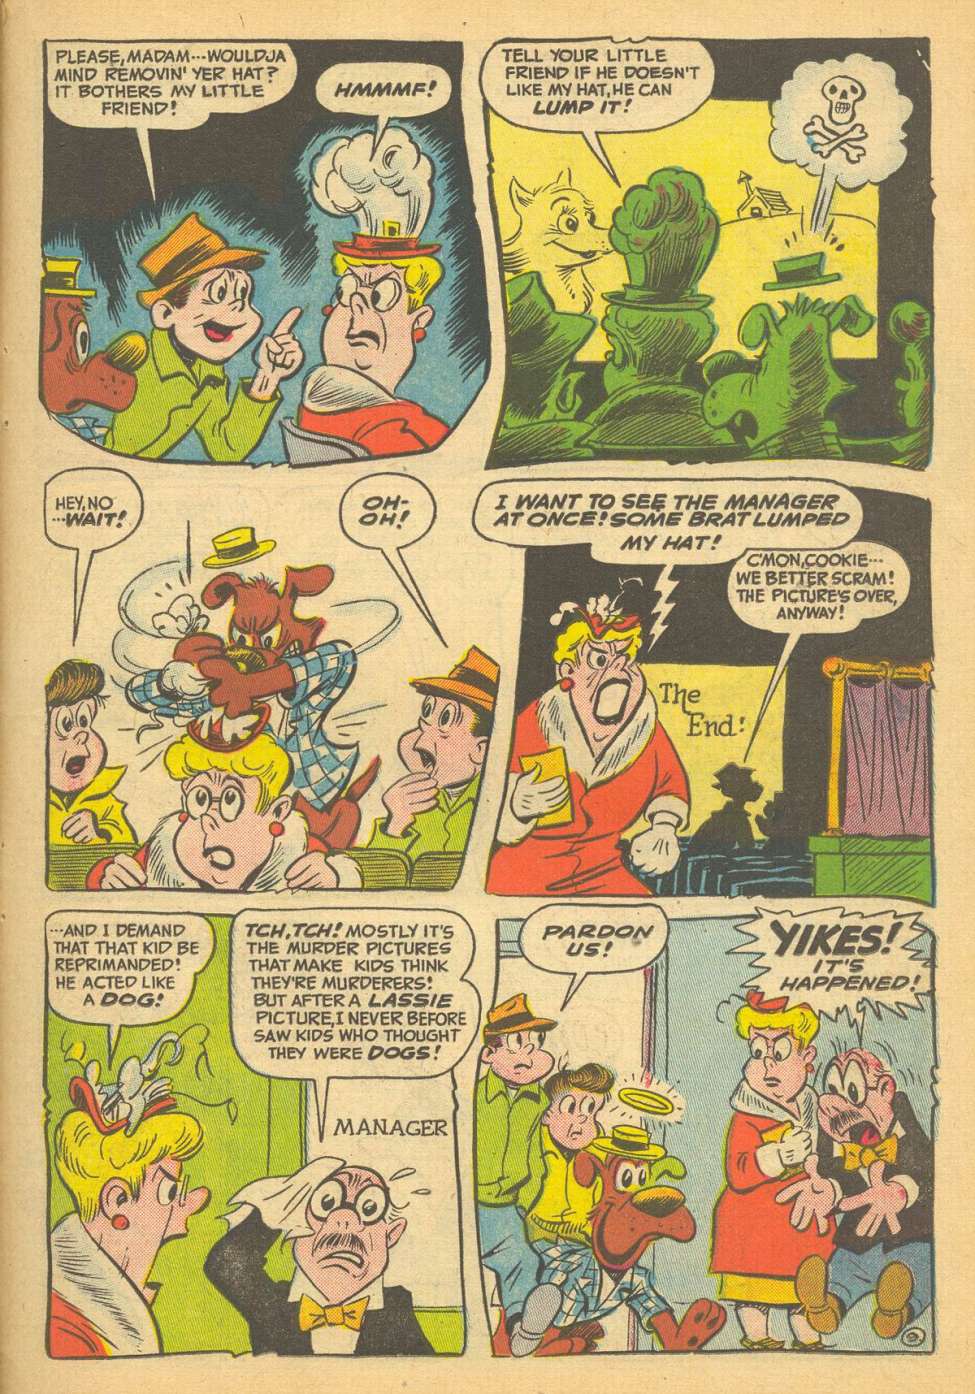 PLEASE, MADAM---WOULDJA
MIND REMOVIN' YER HAT?
IT BOTHERS MY LITTLE
FRIEND!
HMMMF!
TELL YOUR LITTLE
FRIEND IF HE DOESN'T
LIKE MY HAT, HE CAN
LUMP IT!
HEY, NO
---WAIT!
OH-
OH!
I WANT TO SEE THE MANAGER
AT ONCE! SOME BRAT LUMPED
MY HAT!
C'MON, COOKIE---
WE BETTER SCRAM!
THE PICTURE'S OVER,
ANYWAY!
The
End!
---AND I DEMAND
THAT THAT KID BE
REPRIMANDED!
HE ACTED LIKE
A DOG!
TCH, TCH! MOSTLY IT'S
THE MURDER PICTURES
THAT MAKE KIDS THINK
THEY'RE MURDERERS!
BUT AFTER A LASSIE
PICTURE, I NEVER BEFORE
SAW KIDS WHO THOUGHT
THEY WERE DOGS!
MANAGER
PARDON
US!
YIKES!
IT'S
HAPPENED!